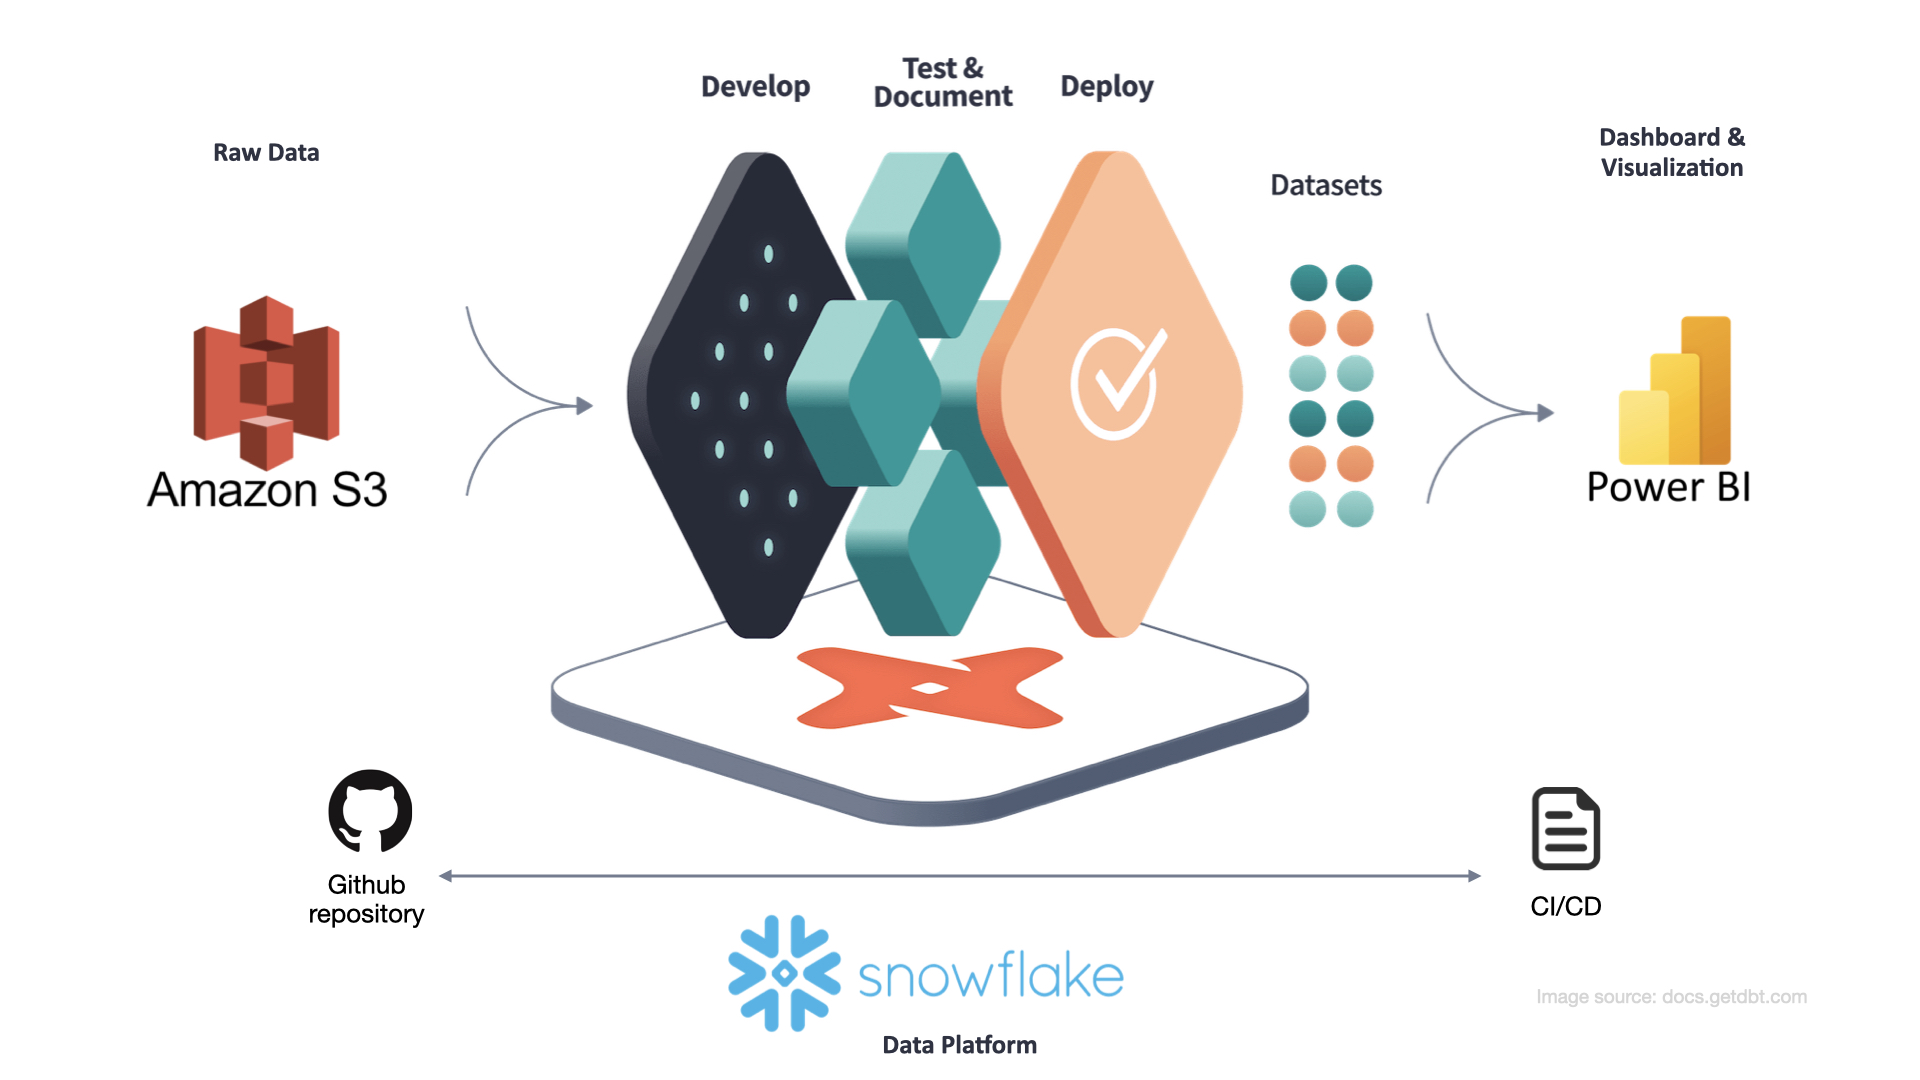 Develop
Test &
Document
Deploy
Raw Data
Dashboard &
Visualization
Datasets
Amazon S3
Power BI
Github
repository
CI/CD
snowflake
Data Platform
Image source: docs.getdbt.com